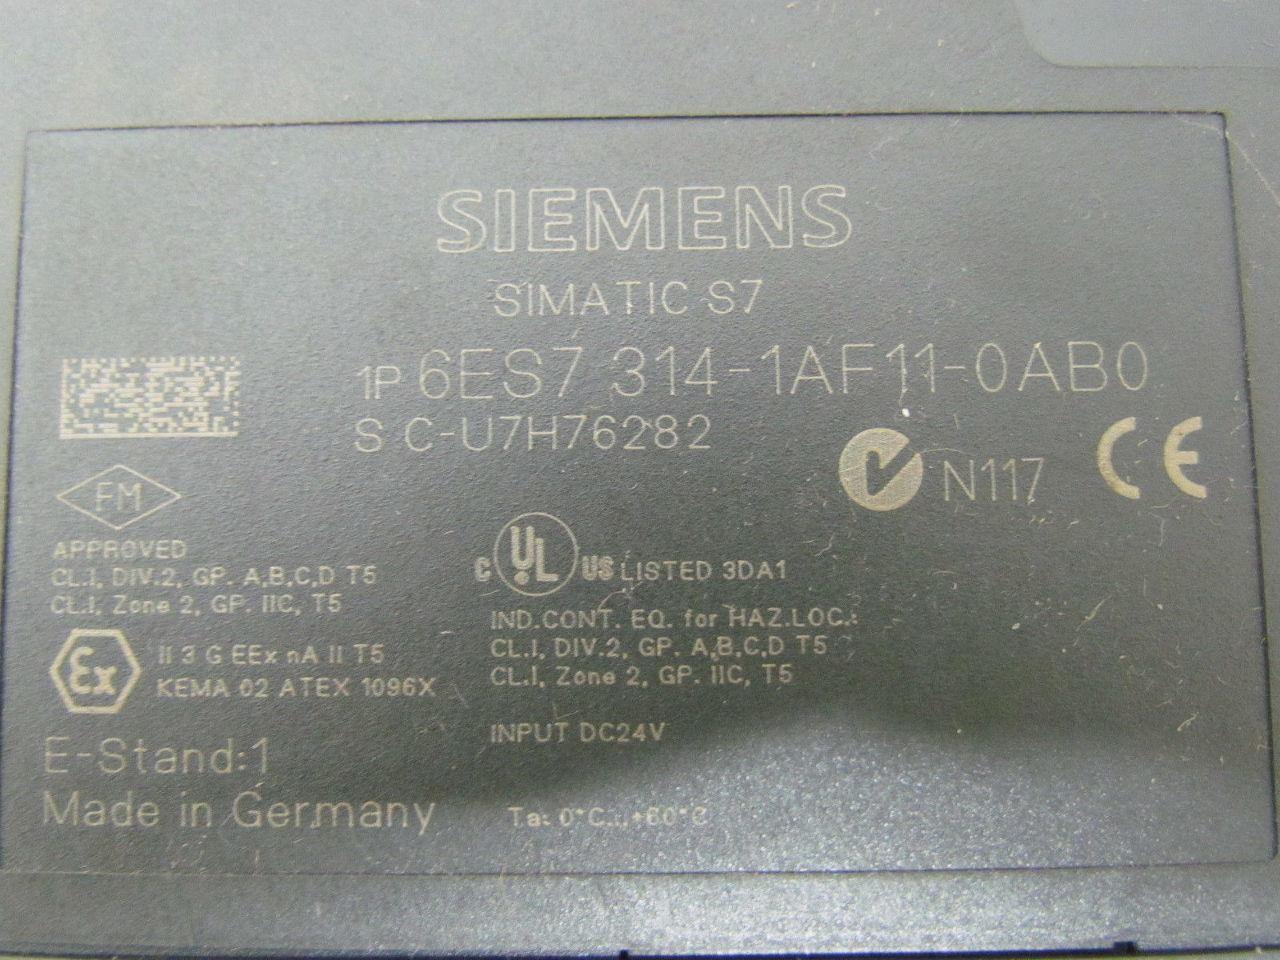 SIEMENS
SIMATIC S7
1P 6ES7 314-1AF11-0AB0
S C-U7H76282
N117 CE
FM
APPROVED
CL.I, DIV.2, GP. A,B,C,D T5
CL.I, Zone 2, GP. IIC, T5
C UL US LISTED 3DA1
IND.CONT. EQ. for HAZ.LOC.:
CL.I, DIV.2, GP. A,B,C,D T5
CL.I, Zone 2, GP. IIC, T5
Ex II 3 G EEx nA II T5
KEMA 02 ATEX 1096X
INPUT DC24V
E-Stand:1
Made in Germany
Ta: 0°C...+60°C